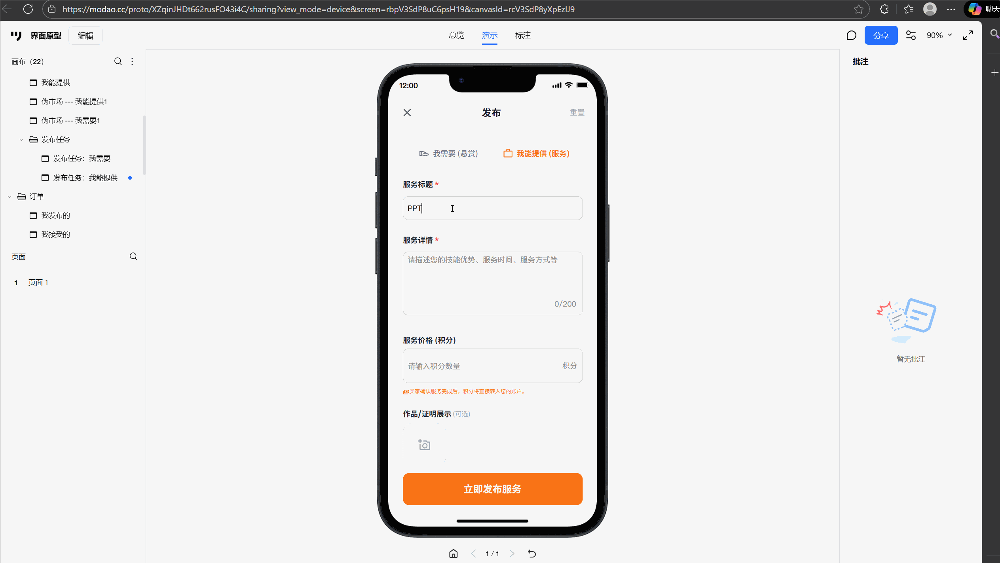 https://modao.cc/proto/XZqinJHDt662rusFO43i4C/sharing?view_mode=device&screen=rbpV3SdP8uC6psH19&canvasId=rcV3SdP8yXpEzIJ9
聊天
界面原型
编辑
总览
演示
标注
分享
90%
画布（22）
我能提供
伪市场 --- 我能提供1
伪市场 --- 我需要1
发布任务
发布任务：我需要
发布任务：我能提供
订单
我发布的
我接受的
页面
1 页面 1
12:00
发布
重置
我需要 (悬赏)
我能提供 (服务)
服务标题 *
PPT
服务详情 *
请描述您的技能优势、服务时间、服务方式等
0/200
服务价格 (积分)
请输入积分数量
积分
买家确认服务完成后，积分将直接转入您的账户。
作品/证明展示 (可选)
立即发布服务
1 / 1
批注
暂无批注